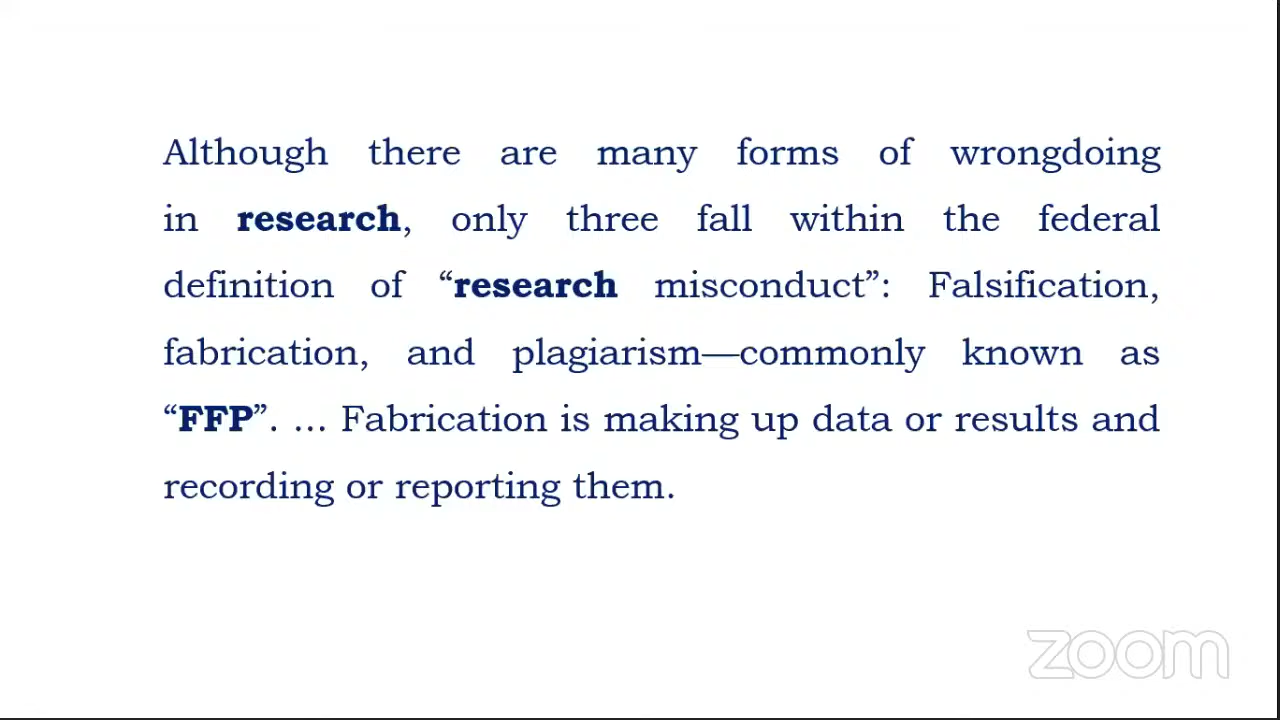 Although there are many forms of wrongdoing
in research, only three fall within the federal
definition of “research misconduct”: Falsification,
fabrication, and plagiarism—commonly known as
“FFP”. ... Fabrication is making up data or results and
recording or reporting them.
zoom